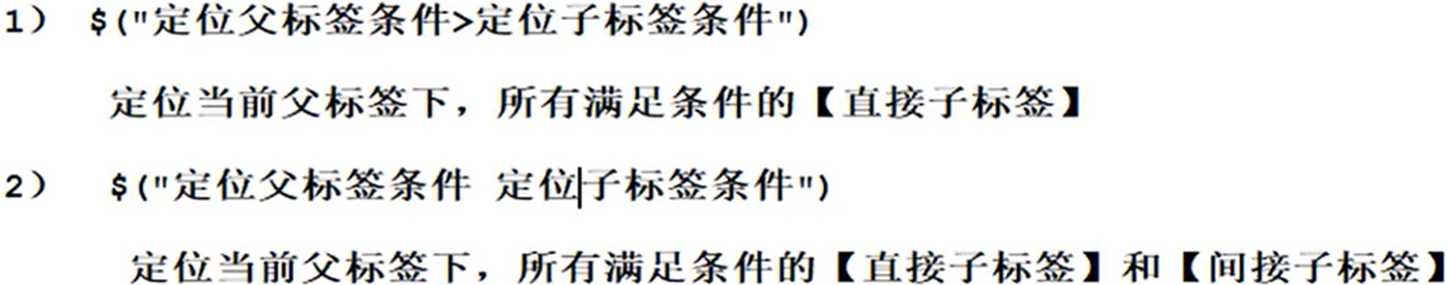 1） $("定位父标签条件>定位子标签条件")
定位当前父标签下，所有满足条件的【直接子标签】
2） $("定位父标签条件 定位子标签条件")
定位当前父标签下，所有满足条件的【直接子标签】和【间接子标签】